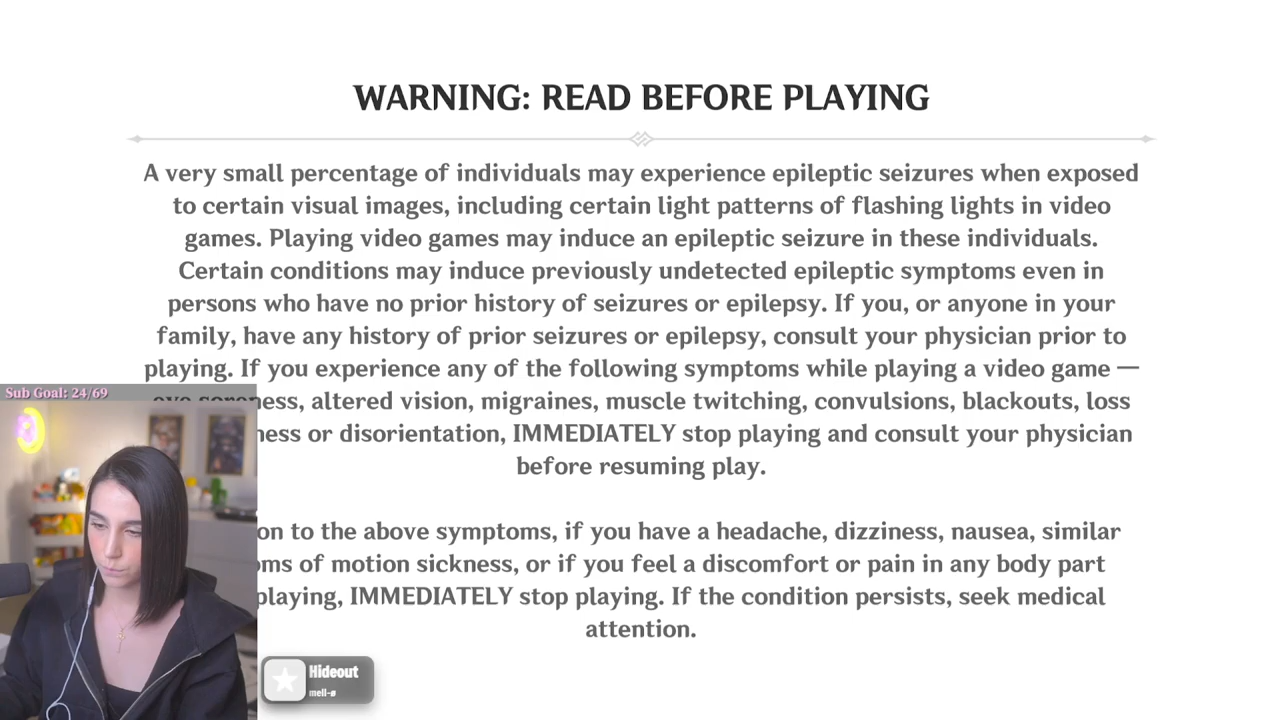 WARNING: READ BEFORE PLAYING
A very small percentage of individuals may experience epileptic seizures when exposed
to certain visual images, including certain light patterns of flashing lights in video
games. Playing video games may induce an epileptic seizure in these individuals.
Certain conditions may induce previously undetected epileptic symptoms even in
persons who have no prior history of seizures or epilepsy. If you, or anyone in your
family, have any history of prior seizures or epilepsy, consult your physician prior to
playing. If you experience any of the following symptoms while playing a video game —
Sub Goal: 24/69
altered vision, migraines, muscle twitching, convulsions, blackouts, loss
or disorientation, IMMEDIATELY stop playing and consult your physician
before resuming play.
to the above symptoms, if you have a headache, dizziness, nausea, similar
of motion sickness, or if you feel a discomfort or pain in any body part
playing, IMMEDIATELY stop playing. If the condition persists, seek medical
attention.
Hideout
mell-ø